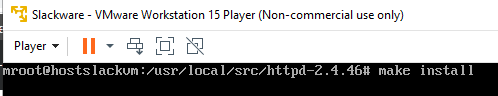 Slackware - VMware Workstation 15 Player (Non-commercial use only)
Player
mroot@hostslackvm:/usr/local/src/httpd-2.4.46# make install